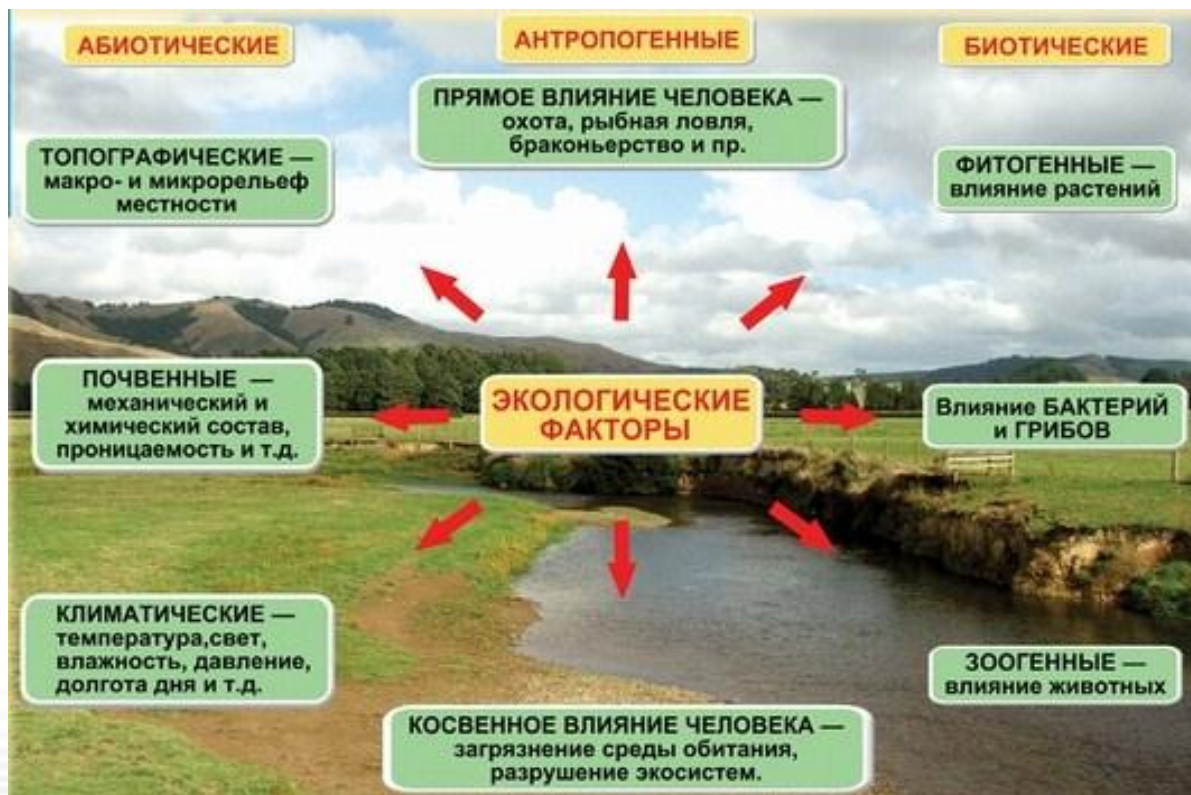 АБИОТИЧЕСКИЕ
АНТРОПОГЕННЫЕ
БИОТИЧЕСКИЕ
ПРЯМОЕ ВЛИЯНИЕ ЧЕЛОВЕКА —
охота, рыбная ловля,
браконьерство и пр.
ТОПОГРАФИЧЕСКИЕ —
макро- и микрорельеф
местности
ФИТОГЕННЫЕ —
влияние растений
ПОЧВЕННЫЕ —
механический и
химический состав,
проницаемость и т.д.
ЭКОЛОГИЧЕСКИЕ
ФАКТОРЫ
Влияние БАКТЕРИЙ
и ГРИБОВ
КЛИМАТИЧЕСКИЕ —
температура,свет,
влажность, давление,
долгота дня и т.д.
ЗООГЕННЫЕ —
влияние животных
КОСВЕННОЕ ВЛИЯНИЕ ЧЕЛОВЕКА —
загрязнение среды обитания,
разрушение экосистем.